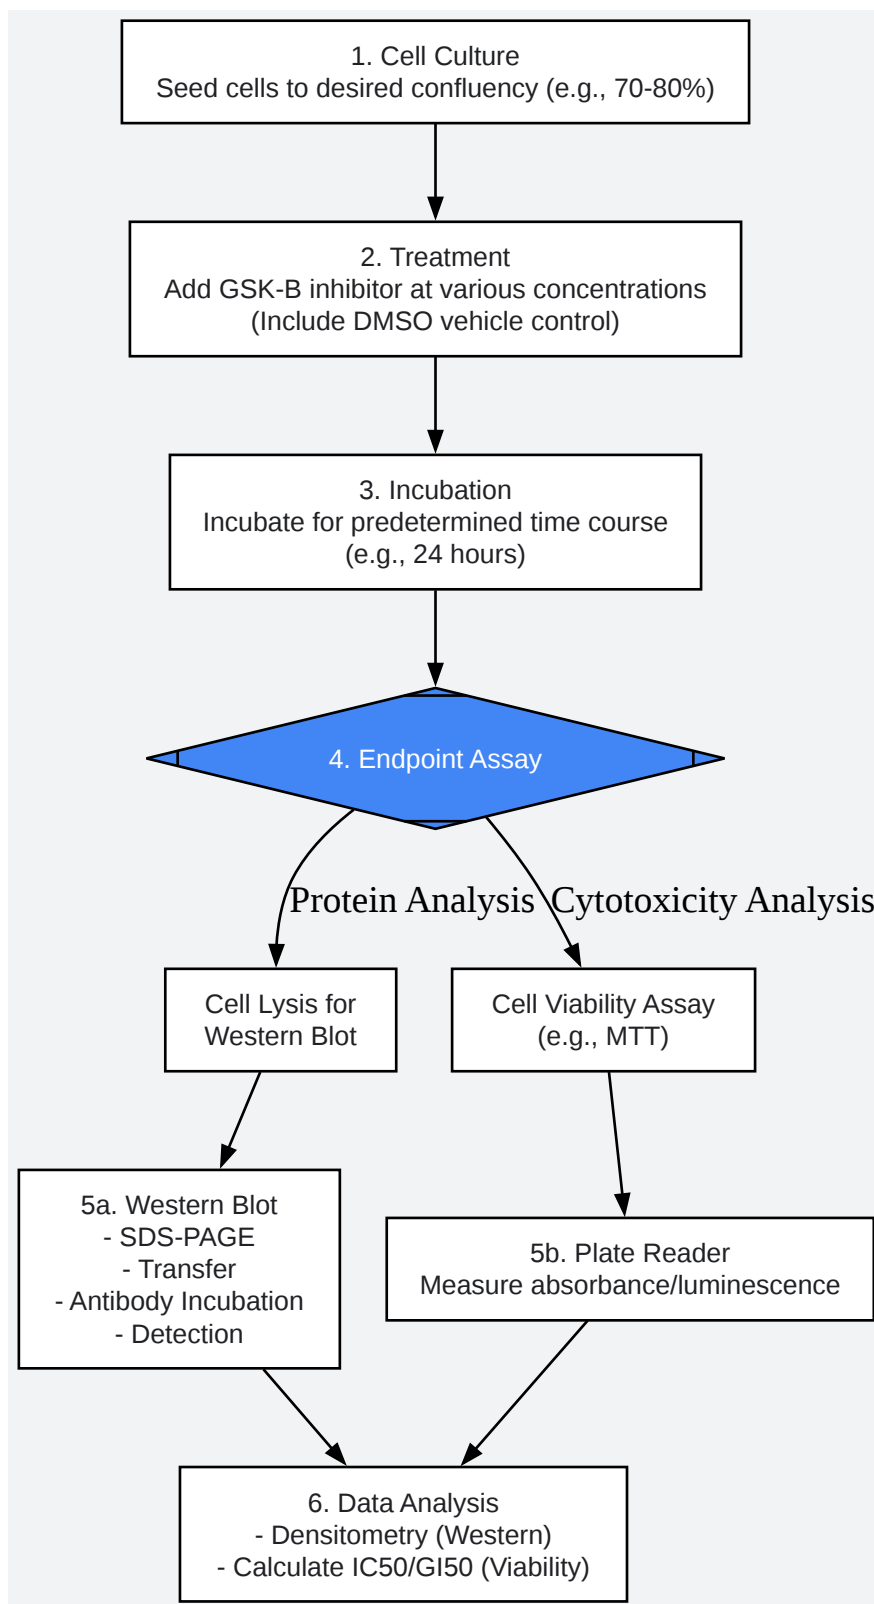 1. Cell Culture
Seed cells to desired confluency (e.g., 70-80%)
2. Treatment
Add GSK-B inhibitor at various concentrations
(Include DMSO vehicle control)
3. Incubation
Incubate for predetermined time course
(e.g., 24 hours)
4. Endpoint Assay
Protein Analysis
Cytotoxicity Analysis
Cell Lysis for
Western Blot
Cell Viability Assay
(e.g., MTT)
5a. Western Blot
- SDS-PAGE
- Transfer
- Antibody Incubation
- Detection
5b. Plate Reader
Measure absorbance/luminescence
6. Data Analysis
- Densitometry (Western)
- Calculate IC50/GI50 (Viability)